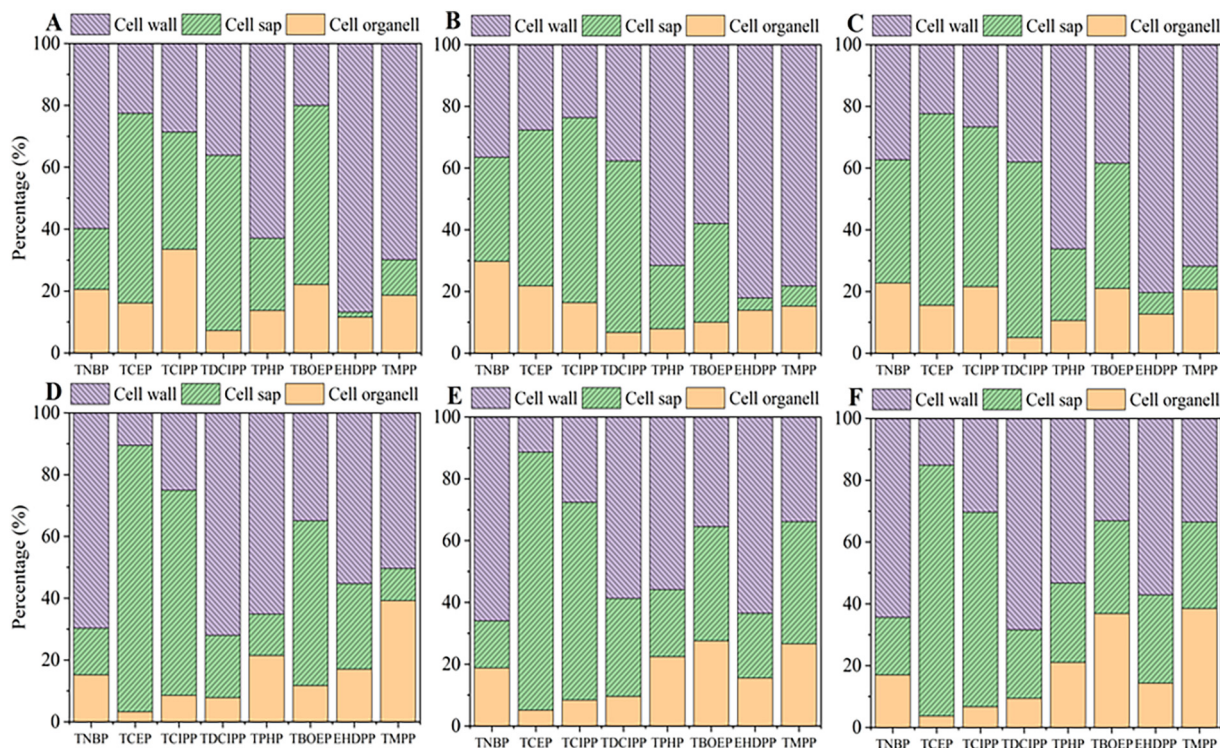 A Cell wall Cell sap Cell organell
B Cell wall Cell sap Cell organell
C Cell wall Cell sap Cell organell
Percentage (%)
100
80
60
40
20
0
100
80
60
40
20
0
100
80
60
40
20
0
TNBP TCEP TCIPP TDCIPP TPHP TBOEP EHDPP TMPP
TNBP TCEP TCIPP TDCIPP TPHP TBOEP EHDPP TMPP
TNBP TCEP TCIPP TDCIPP TPHP TBOEP EHDPP TMPP
D Cell wall Cell sap Cell organell
E Cell wall Cell sap Cell organell
F Cell wall Cell sap Cell organell
Percentage (%)
100
80
60
40
20
0
100
80
60
40
20
0
100
80
60
40
20
0
TNBP TCEP TCIPP TDCIPP TPHP TBOEP EHDPP TMPP
TNBP TCEP TCIPP TDCIPP TPHP TBOEP EHDPP TMPP
TNBP TCEP TCIPP TDCIPP TPHP TBOEP EHDPP TMPP